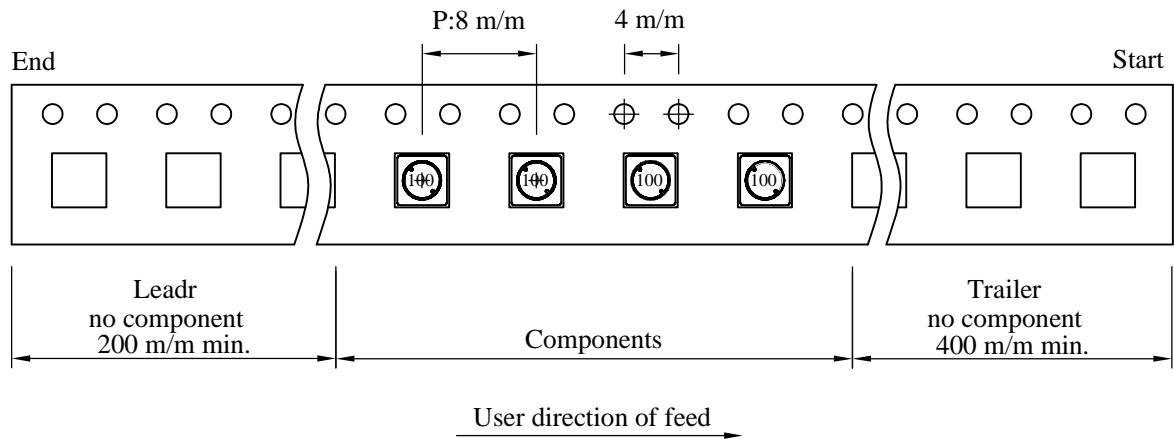 P:8 m/m
4 m/m
End
Start
100
100
100
100
Leadr
no component
200 m/m min.
Components
Trailer
no component
400 m/m min.
User direction of feed